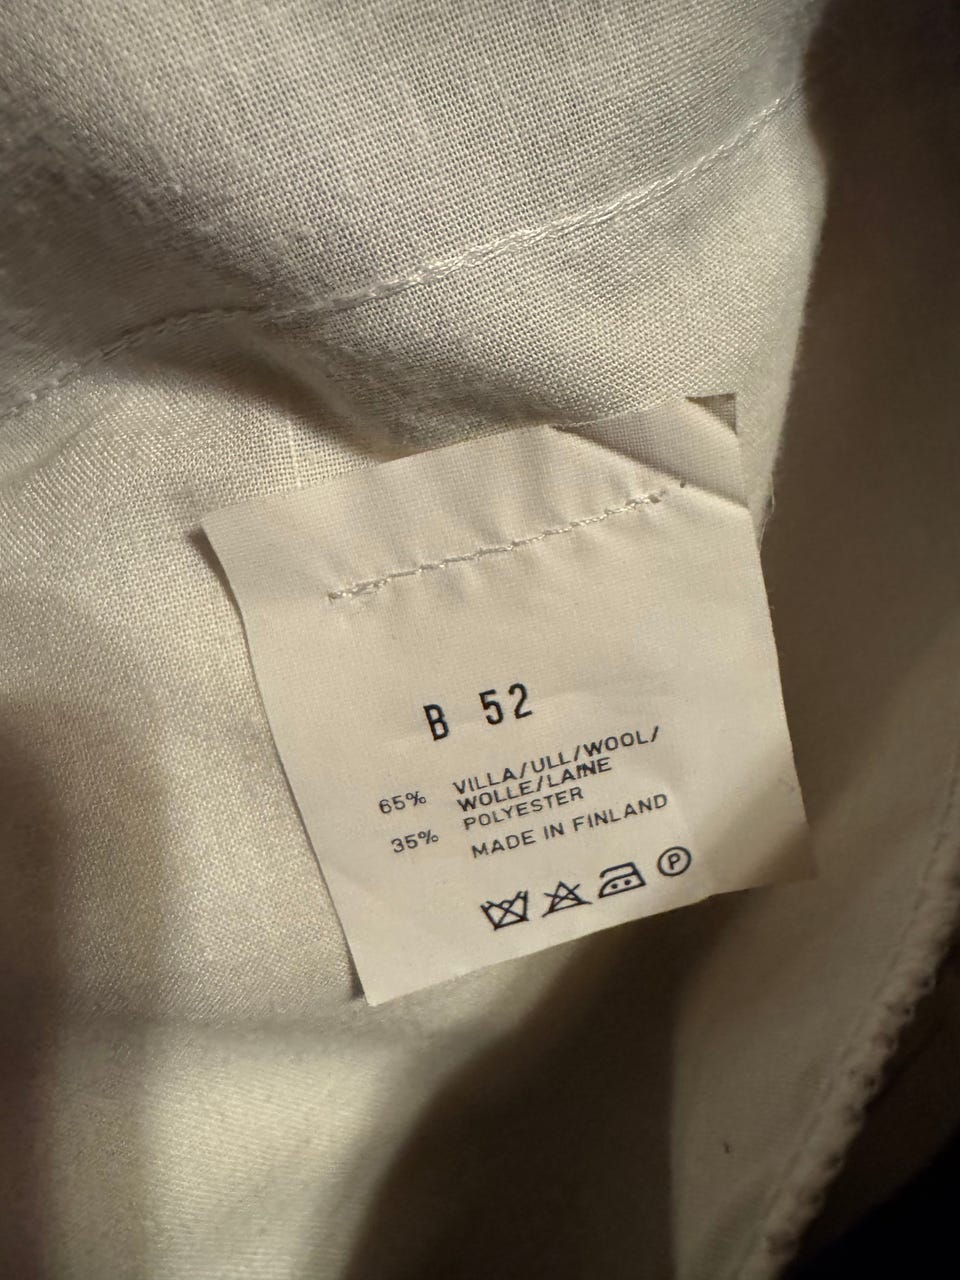 B 52
65% VILLA/ULL/WOOL/
WOLLE/LAINE
35% POLYESTER
MADE IN FINLAND
P